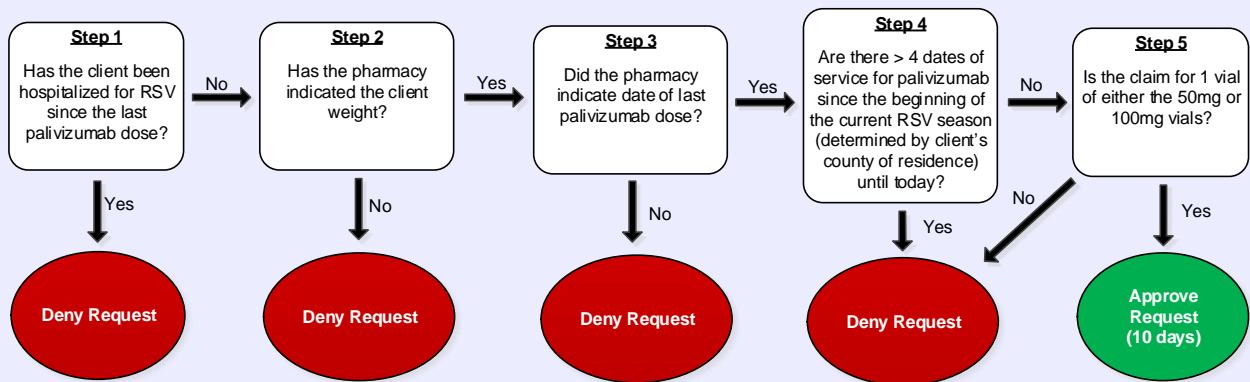 Step 1
Has the client been
hospitalized for RSV
since the last
palivizumab dose?
No
Step 2
Has the pharmacy
indicated the client
weight?
Yes
Step 3
Did the pharmacy
indicate date of last
palivizumab dose?
Yes
Step 4
Are there > 4 dates of
service for palivizumab
since the beginning of
the current RSV season
(determined by client's
county of residence)
until today?
No
Step 5
Is the claim for 1 vial
of either the 50mg or
100mg vials?
Yes
No
No
Yes
No
Yes
Deny Request
Deny Request
Deny Request
Deny Request
Approve
Request
(10 days)